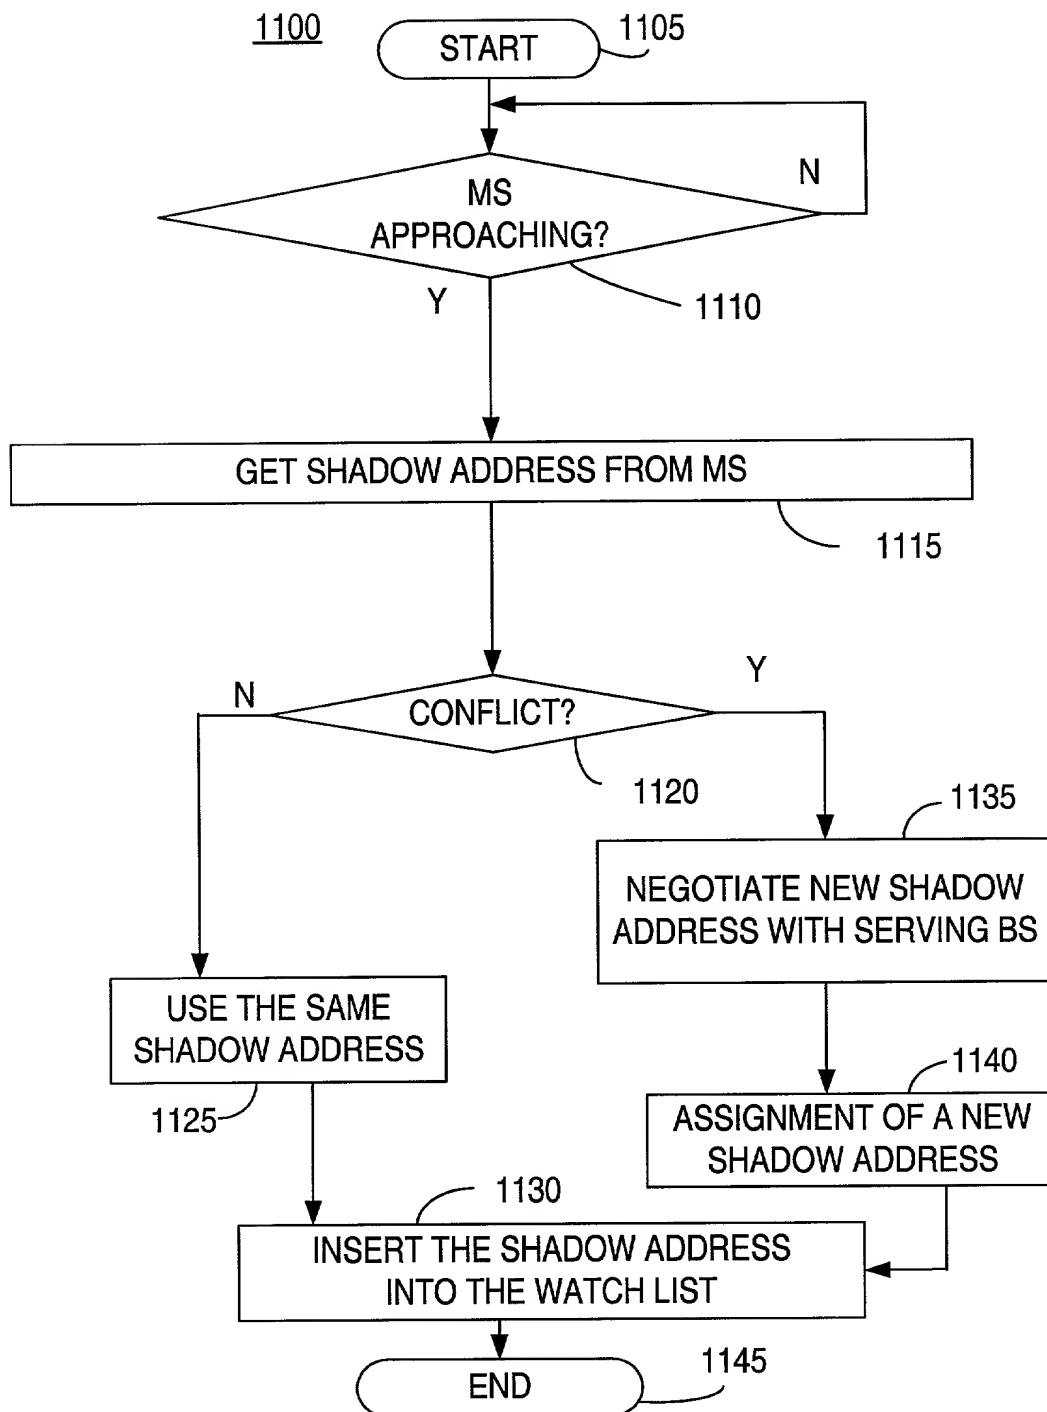 1100
START
1105
MS
APPROACHING?
N
Y
1110
GET SHADOW ADDRESS FROM MS
1115
N
CONFLICT?
Y
1120
1135
NEGOTIATE NEW SHADOW
ADDRESS WITH SERVING BS
USE THE SAME
SHADOW ADDRESS
1125
1140
ASSIGNMENT OF A NEW
SHADOW ADDRESS
1130
INSERT THE SHADOW ADDRESS
INTO THE WATCH LIST
END
1145